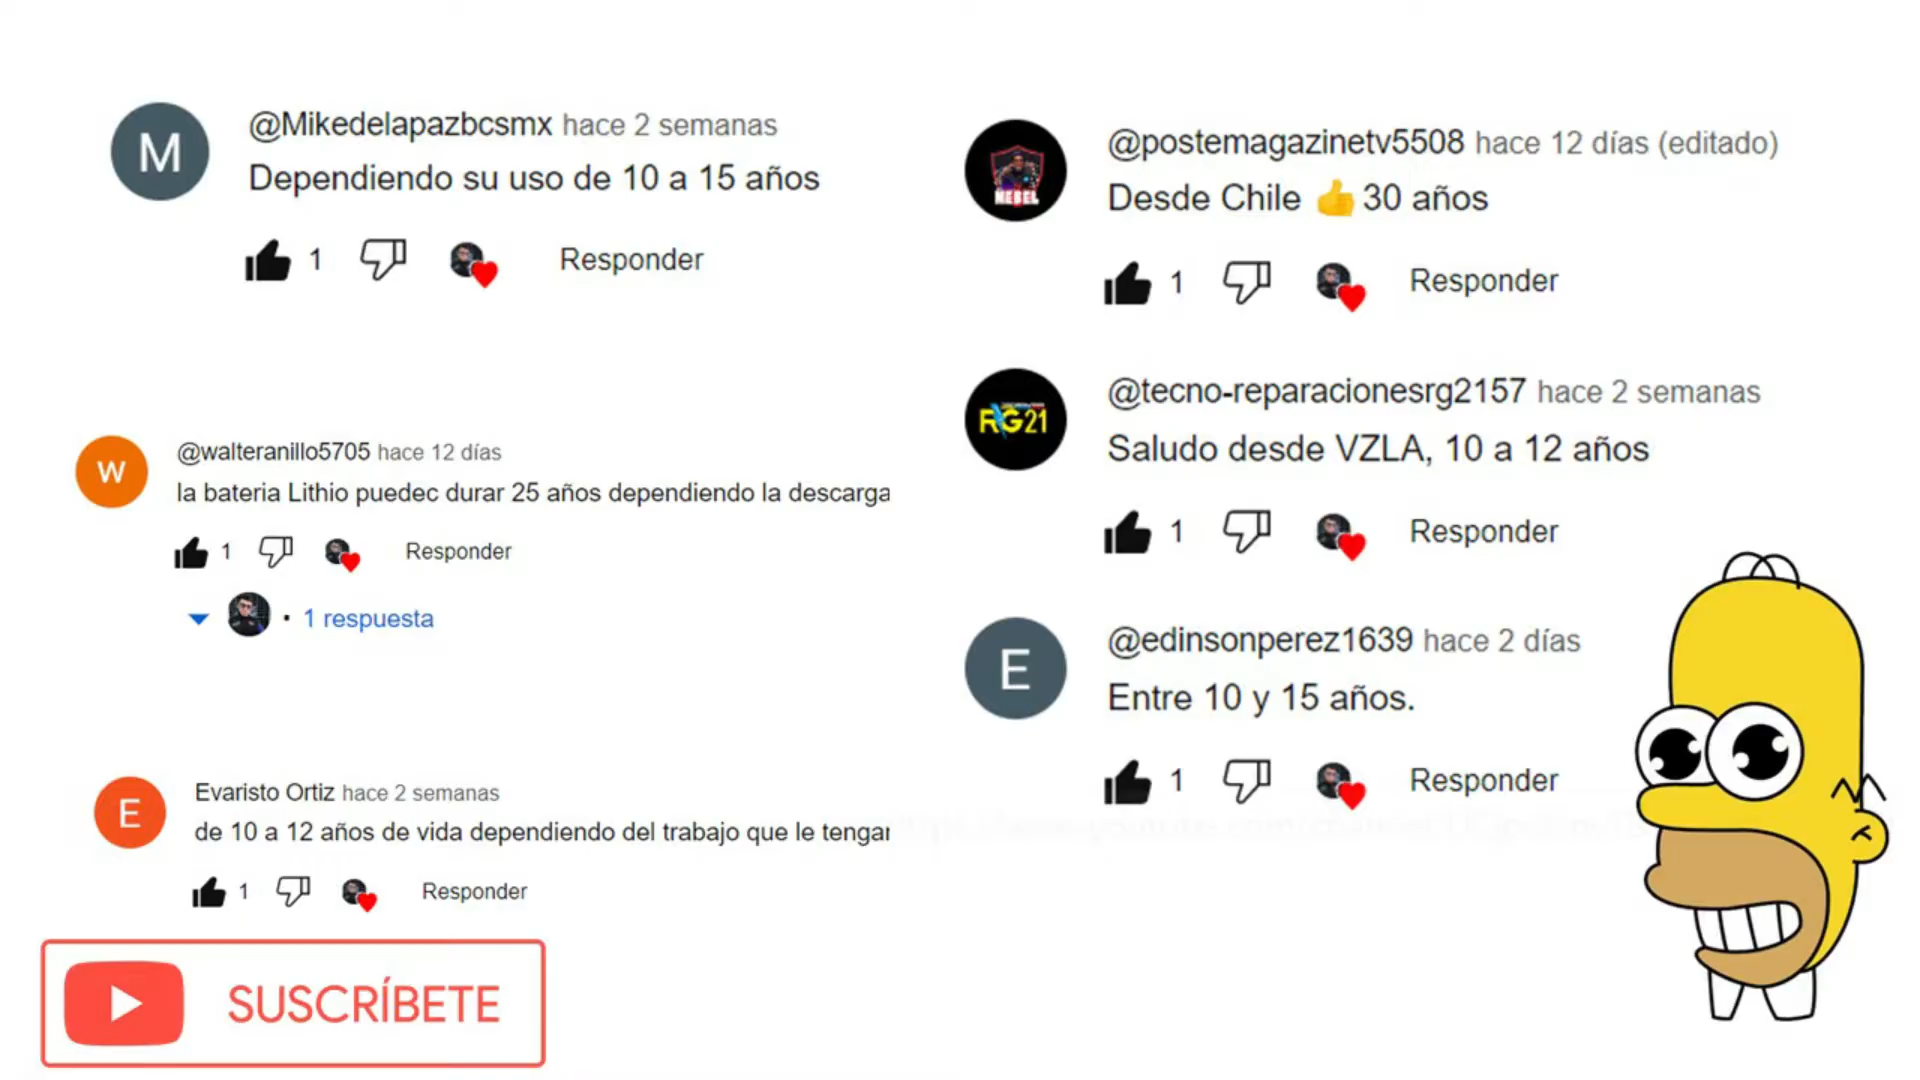 M
@Mikedelapazbcsmx hace 2 semanas
Dependiendo su uso de 10 a 15 años
1
Responder
W
@walteranillo5705 hace 12 días
la bateria Lithio puedec durar 25 años dependiendo la descarga
1
Responder
· 1 respuesta
E
Evaristo Ortiz hace 2 semanas
de 10 a 12 años de vida dependiendo del trabajo que le tengan
1
Responder
SUSCRÍBETE
NEBEL
@postemagazinetv5508 hace 12 días (editado)
Desde Chile 👍 30 años
1
Responder
RG21
@tecno-reparacionesrg2157 hace 2 semanas
Saludo desde VZLA, 10 a 12 años
1
Responder
E
@edinsonperez1639 hace 2 días
Entre 10 y 15 años.
1
Responder